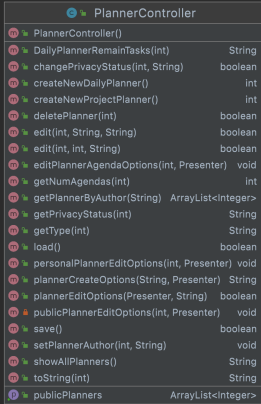 PlannerController
PlannerController()
DailyPlannerRemainTasks(int) String
changePrivacyStatus(int, String) boolean
createNewDailyPlanner() int
createNewProjectPlanner() int
deletePlanner(int) boolean
edit(int, String, String) boolean
edit(int, int, String) boolean
editPlannerAgendaOptions(int, Presenter) void
getNumAgendas(int) int
getPlannerByAuthor(String) ArrayList<Integer>
getPrivacyStatus(int) String
getType(int) String
load() boolean
personalPlannerEditOptions(int, Presenter) void
plannerCreateOptions(String, Presenter) String
plannerEditOptions(Presenter, String) boolean
publicPlannerEditOptions(int, Presenter) void
save() boolean
setPlannerAuthor(int, String) void
showAllPlanners() String
toString(int) String
publicPlanners ArrayList<Integer>